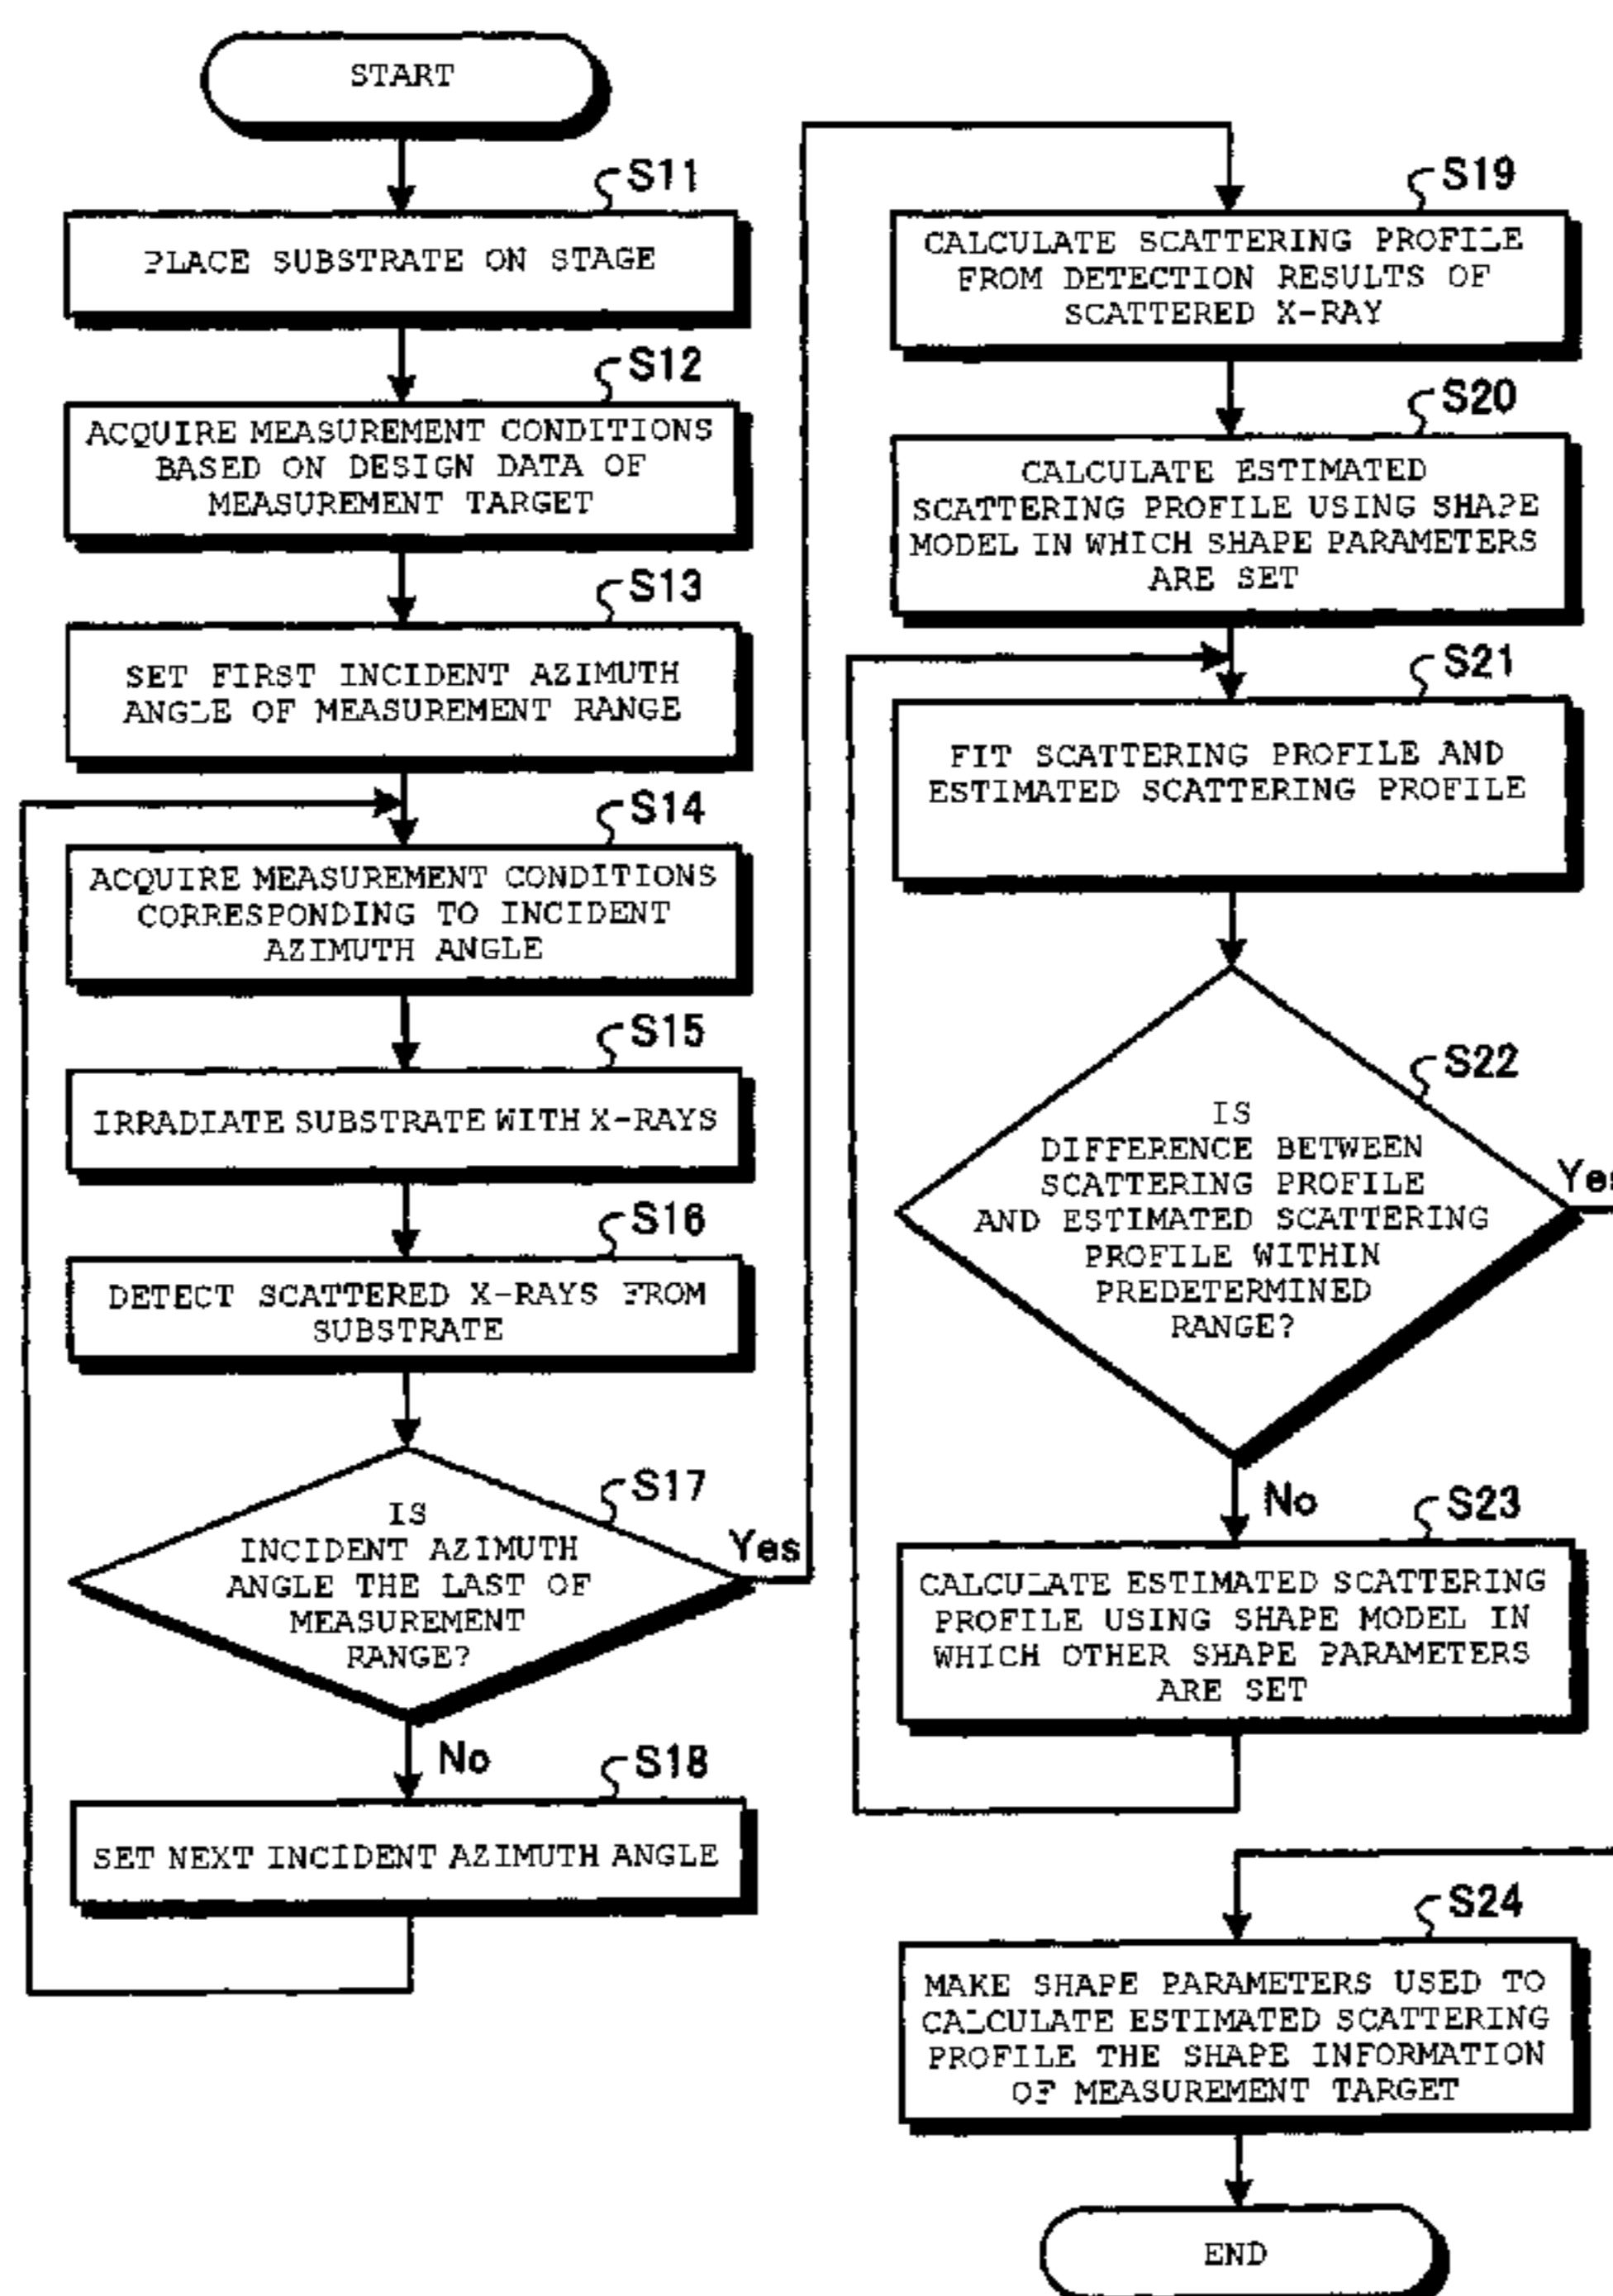 START
S11
PLACE SUBSTRATE ON STAGE
S12
ACQUIRE MEASUREMENT CONDITIONS
BASED ON DESIGN DATA OF
MEASUREMENT TARGET
S13
SET FIRST INCIDENT AZIMUTH
ANGLE OF MEASUREMENT RANGE
S14
ACQUIRE MEASUREMENT CONDITIONS
CORRESPONDING TO INCIDENT
AZIMUTH ANGLE
S15
IRRADIATE SUBSTRATE WITH X-RAYS
S16
DETECT SCATTERED X-RAYS FROM
SUBSTRATE
S17
IS
INCIDENT AZIMUTH
ANGLE THE LAST OF
MEASUREMENT
RANGE?
Yes
No
S18
SET NEXT INCIDENT AZIMUTH ANGLE
S19
CALCULATE SCATTERING PROFILE
FROM DETECTION RESULTS OF
SCATTERED X-RAY
S20
CALCULATE ESTIMATED
SCATTERING PROFILE USING SHAPE
MODEL IN WHICH SHAPE PARAMETERS
ARE SET
S21
FIT SCATTERING PROFILE AND
ESTIMATED SCATTERING PROFILE
S22
IS
DIFFERENCE BETWEEN
SCATTERING PROFILE
AND ESTIMATED SCATTERING
PROFILE WITHIN
PREDETERMINED
RANGE?
Yes
No
S23
CALCULATE ESTIMATED SCATTERING
PROFILE USING SHAPE MODEL IN
WHICH OTHER SHAPE PARAMETERS
ARE SET
S24
MAKE SHAPE PARAMETERS USED TO
CALCULATE ESTIMATED SCATTERING
PROFILE THE SHAPE INFORMATION
OF MEASUREMENT TARGET
END